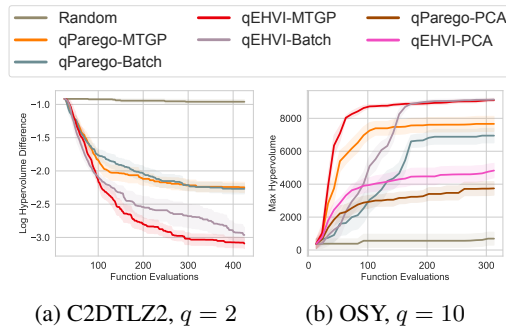 Random
qEHVI-MTGP
qParego-PCA
qParego-MTGP
qEHVI-Batch
qEHVI-PCA
qParego-Batch
Log Hypervolume Difference
−1.0
−1.5
−2.0
−2.5
−3.0
100
200
300
400
Function Evaluations
Max Hypervolume
8000
6000
4000
2000
0
0
100
200
300
Function Evaluations
(a) C2DTLZ2, q = 2
(b) OSY, q = 10